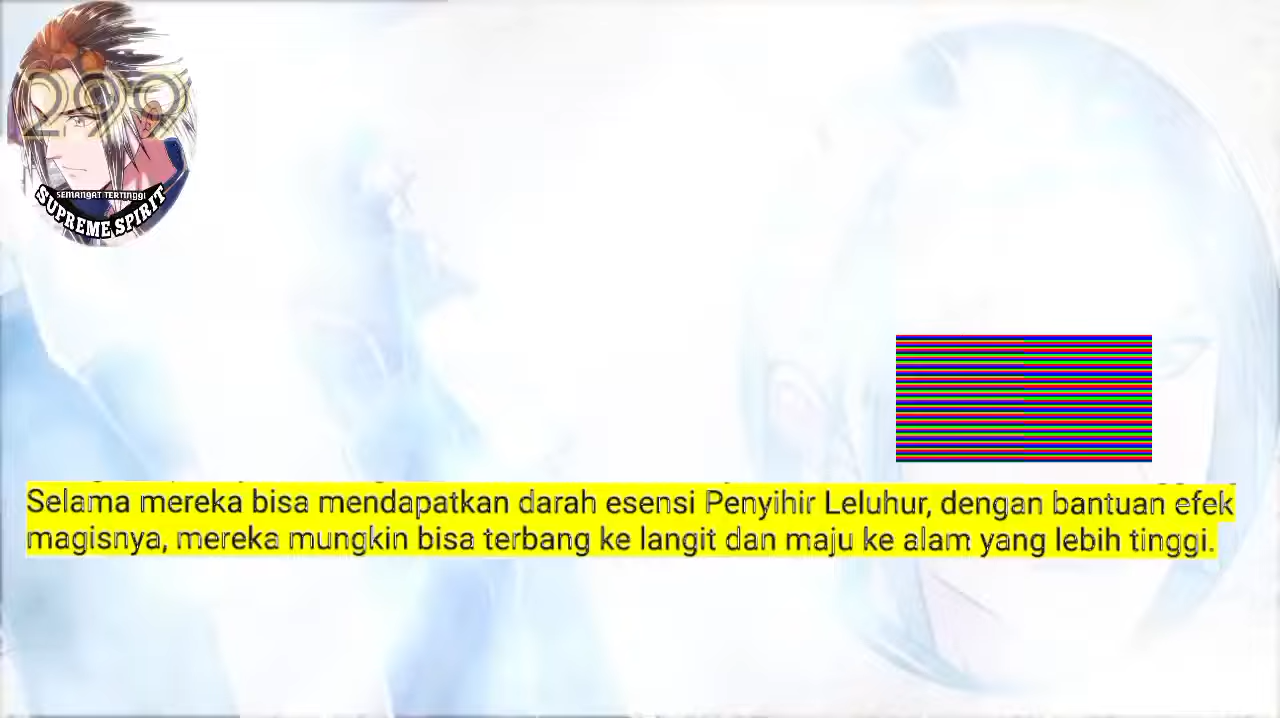 299
SEMANGAT TERTINGGI
SUPREME SPIRIT
Selama mereka bisa mendapatkan darah esensi Penyihir Leluhur, dengan bantuan efek
magisnya, mereka mungkin bisa terbang ke langit dan maju ke alam yang lebih tinggi.